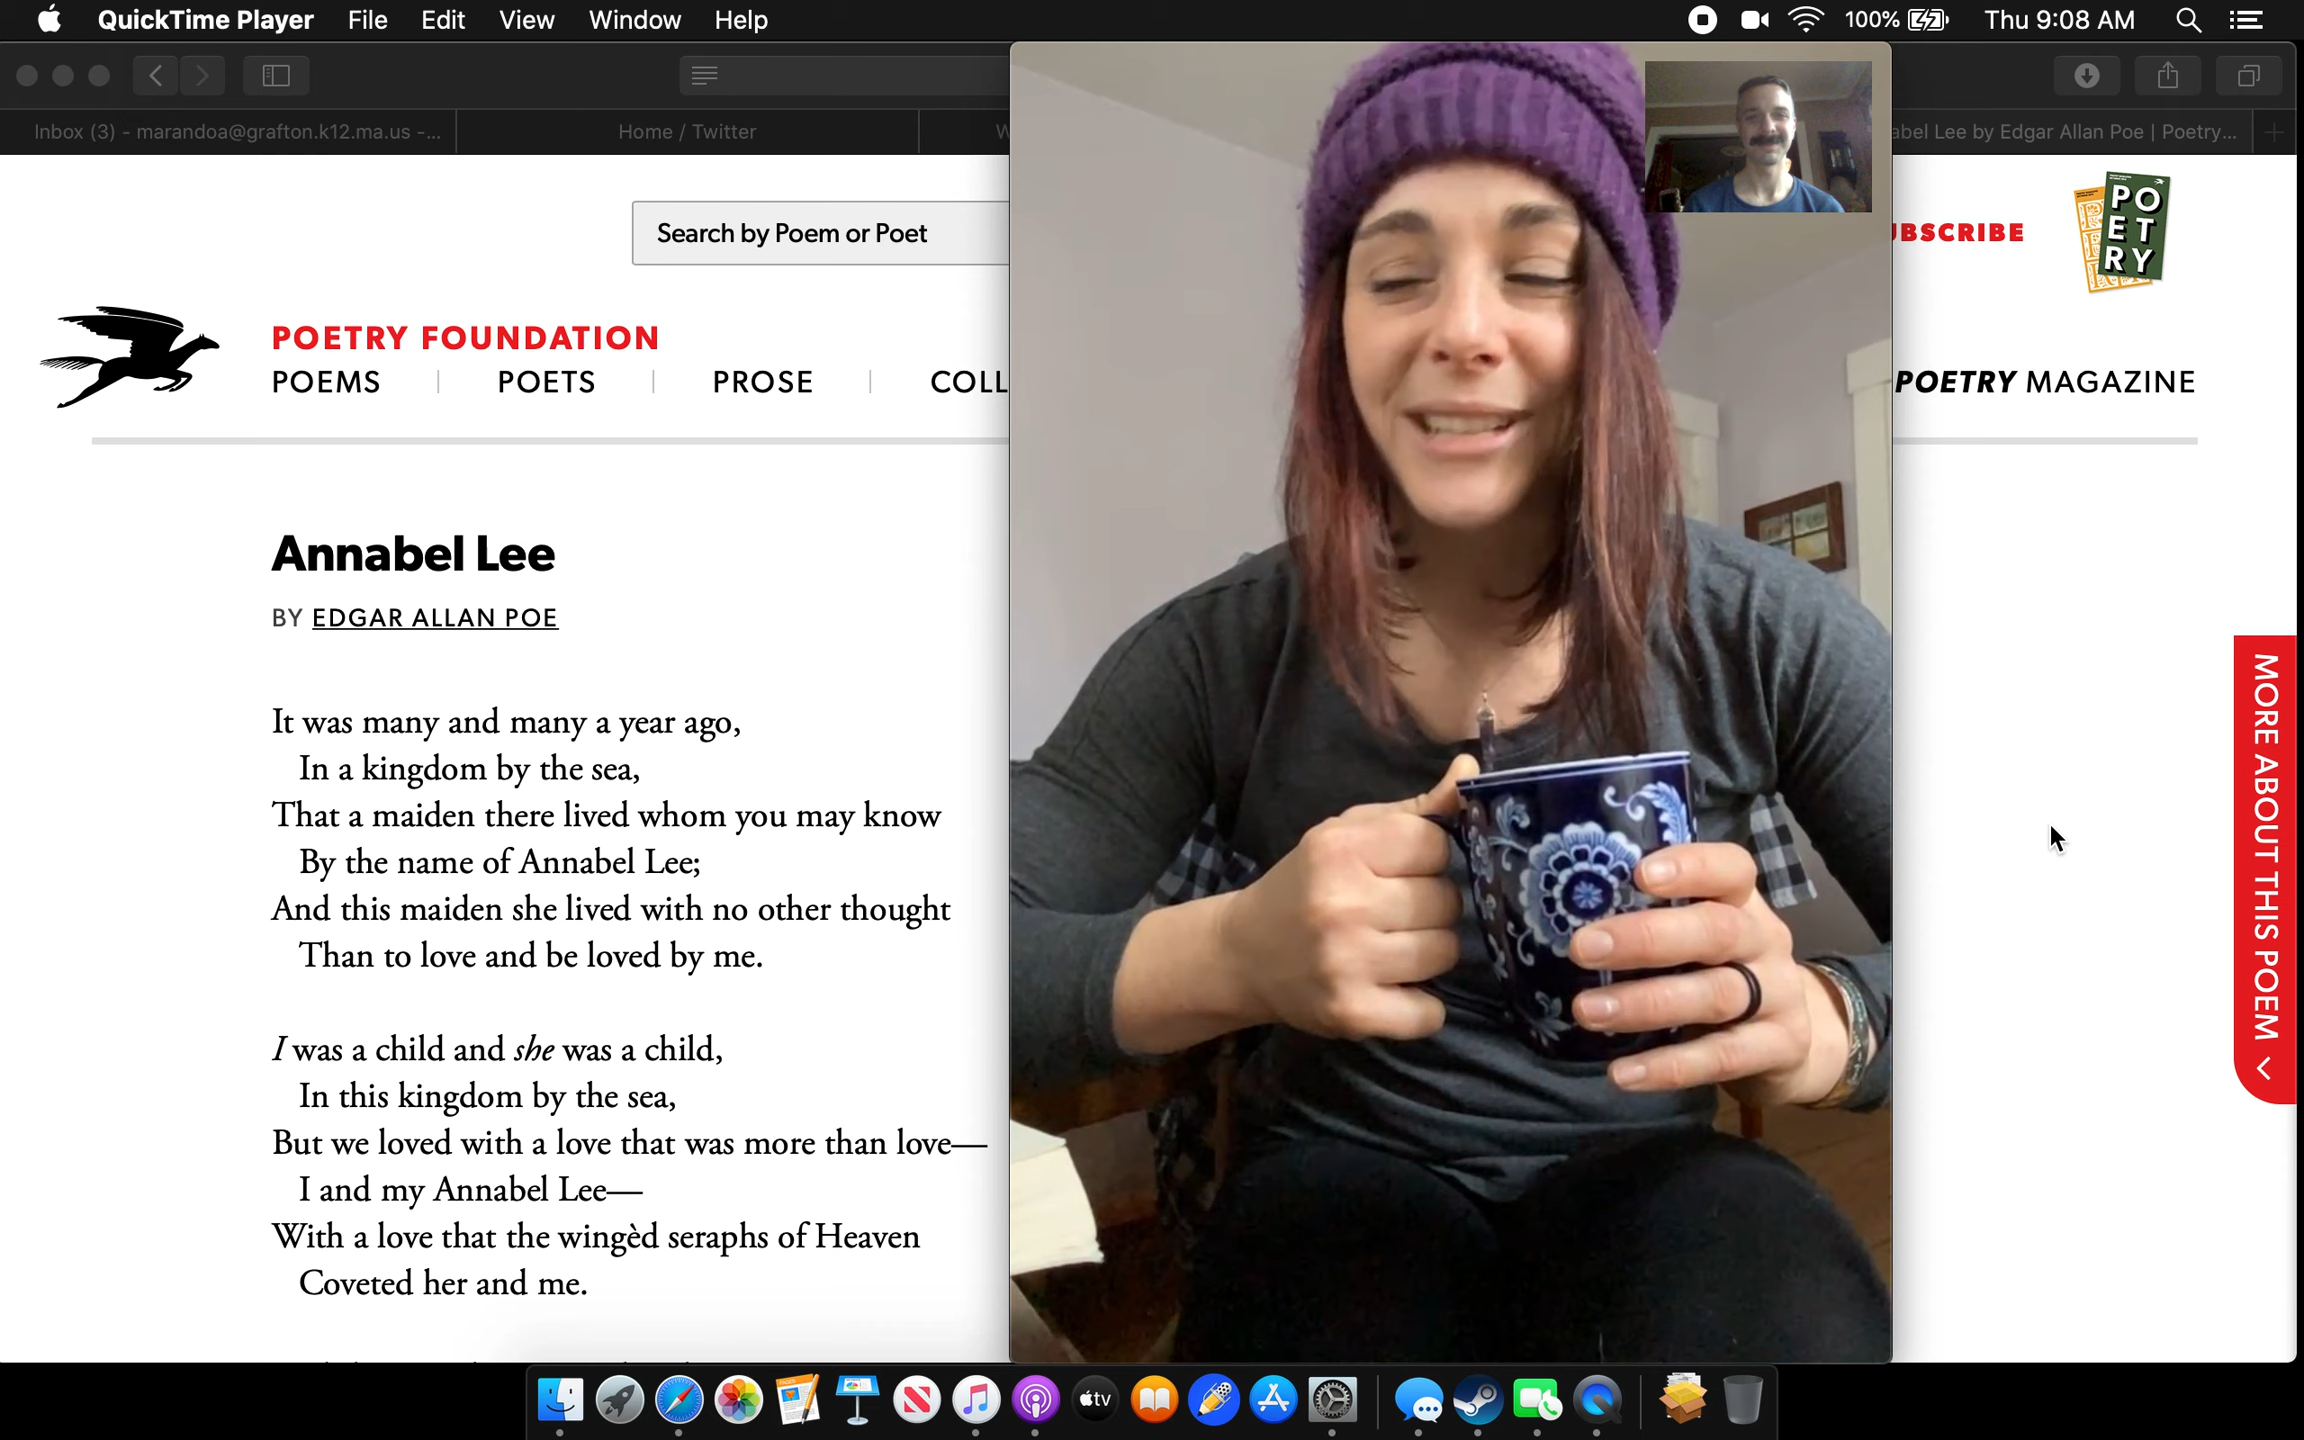 QuickTime Player File Edit View Window Help 100% Thu 9:08 AM
Inbox (3) - marandoa@grafton.k12.ma.us -... Home / Twitter W abel Lee by Edgar Allan Poe | Poetry...
Search by Poem or Poet
UBSCRIBE
PO
ET
RY
POETRY FOUNDATION
POEMS POETS PROSE COLL POETRY MAGAZINE
Annabel Lee
BY EDGAR ALLAN POE
It was many and many a year ago,
In a kingdom by the sea,
That a maiden there lived whom you may know
By the name of Annabel Lee;
And this maiden she lived with no other thought
Than to love and be loved by me.
I was a child and she was a child,
In this kingdom by the sea,
But we loved with a love that was more than love—
I and my Annabel Lee—
With a love that the wingèd seraphs of Heaven
Coveted her and me.
MORE ABOUT THIS POEM
tv